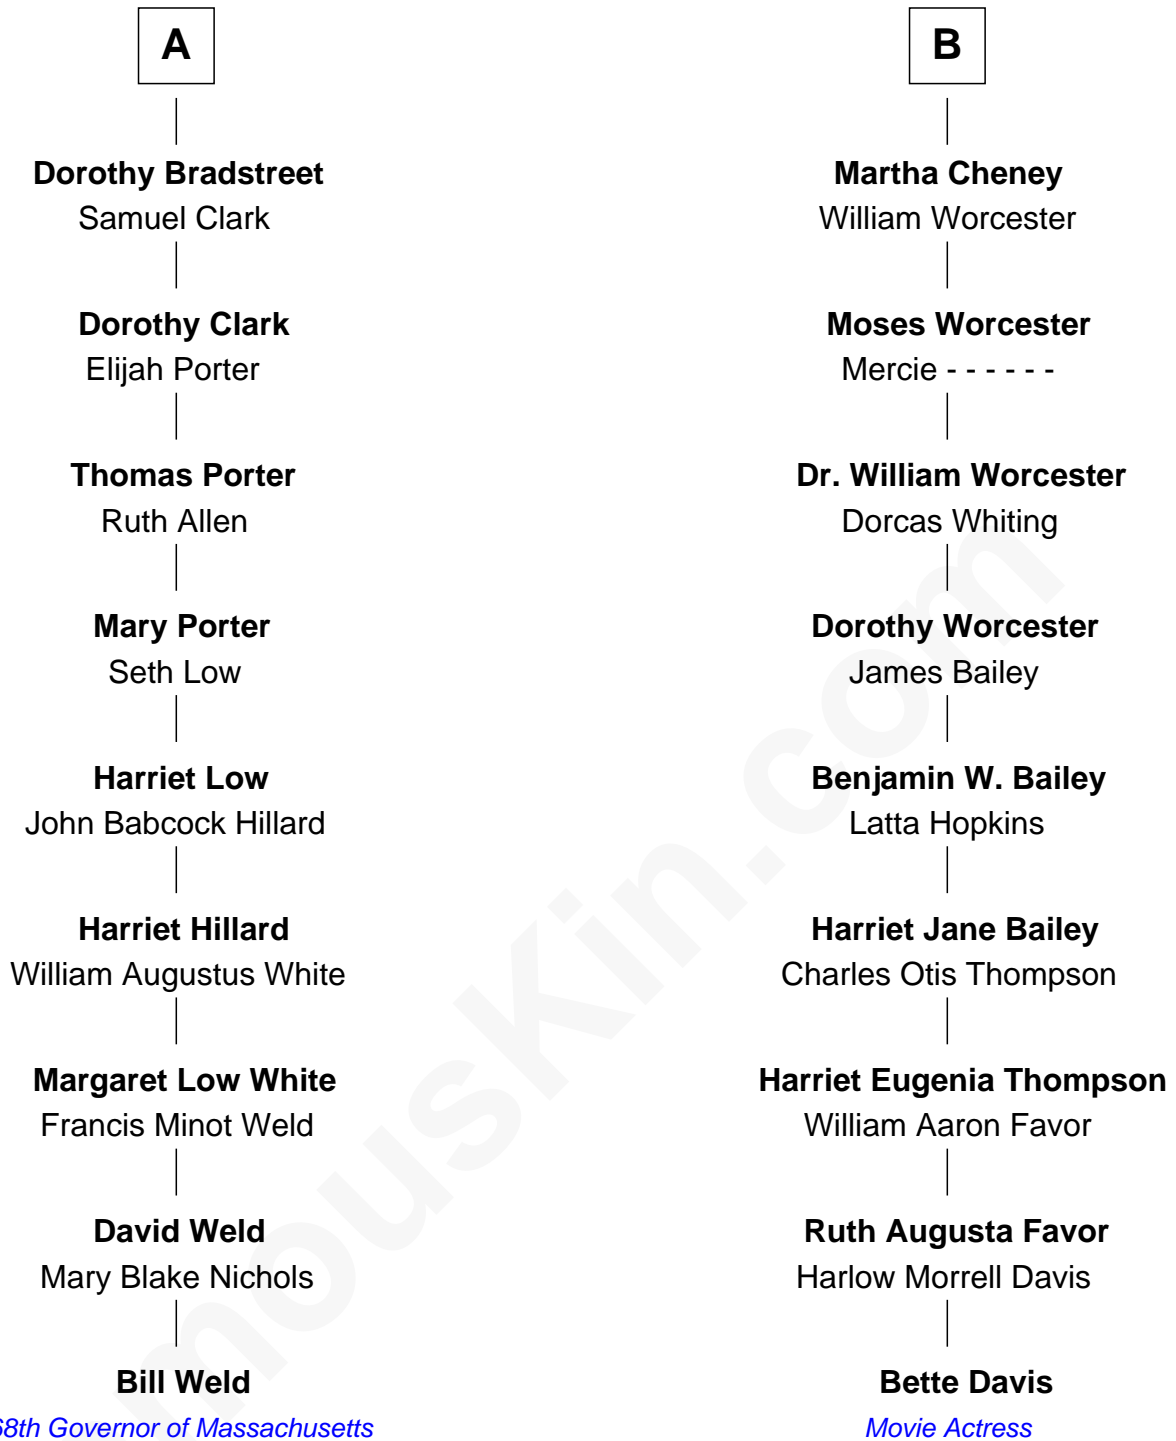 A
Dorothy Bradstreet
Samuel Clark
Dorothy Clark
Elijah Porter
Thomas Porter
Ruth Allen
Mary Porter
Seth Low
Harriet Low
John Babcock Hillard
Harriet Hillard
William Augustus White
Margaret Low White
Francis Minot Weld
David Weld
Mary Blake Nichols
Bill Weld
68th Governor of Massachusetts
B
Martha Cheney
William Worcester
Moses Worcester
Mercie - - - - - -
Dr. William Worcester
Dorcas Whiting
Dorothy Worcester
James Bailey
Benjamin W. Bailey
Latta Hopkins
Harriet Jane Bailey
Charles Otis Thompson
Harriet Eugenia Thompson
William Aaron Favor
Ruth Augusta Favor
Harlow Morrell Davis
Bette Davis
Movie Actress
mousKin.com